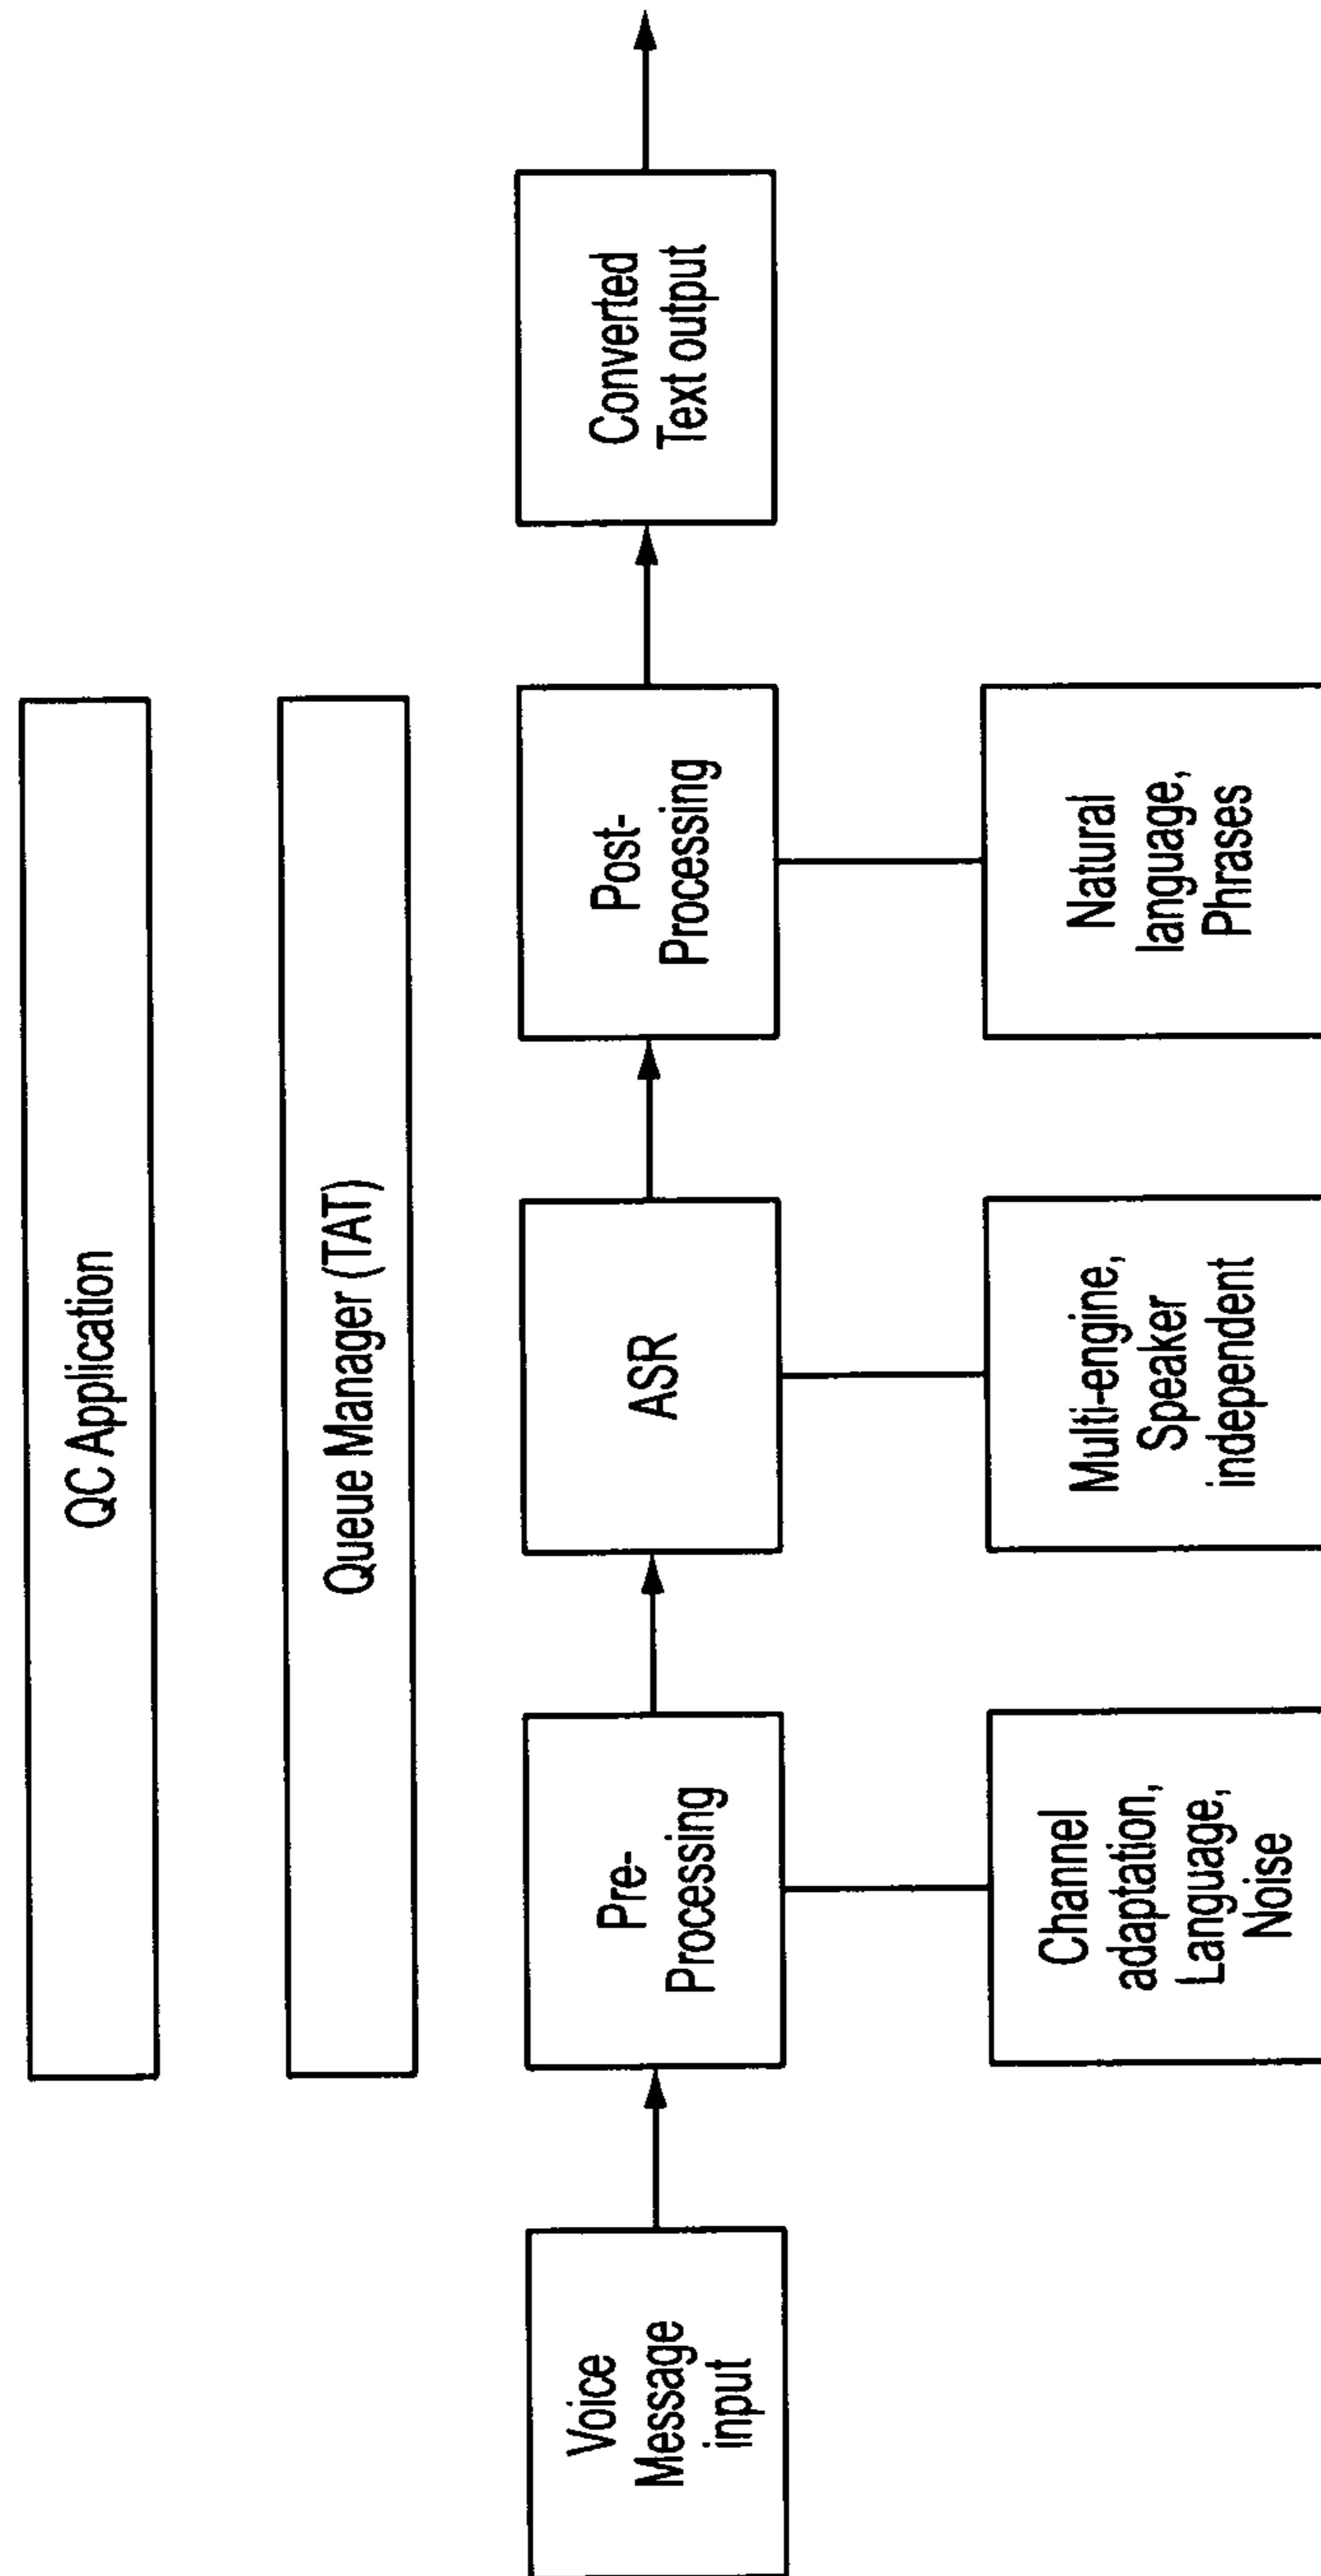 QC Application
Queue Manager (TAT)
Voice
Message
input
Pre-
Processing
ASR
Post-
Processing
Converted
Text output
Channel
adaptation,
Language,
Noise
Multi-engine,
Speaker
independent
Natural
language,
Phrases